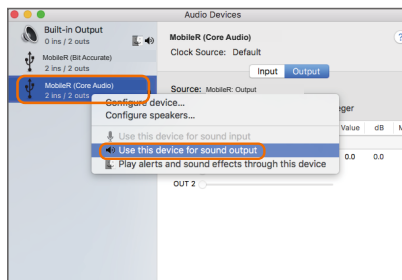 Audio Devices
Built-in Output
0 ins / 2 outs
MobileR (Bit Accurate)
2 ins / 2 outs
MobileR (Core Audio)
2 ins / 2 outs
MobileR (Core Audio)
Clock Source: Default
?
Input Output
Source: MobileR: Output
Configure device...
Configure speakers...
eger
Use this device for sound input
Value dB M
Use this device for sound output
0.0 0.0
Play alerts and sound effects through this device
OUT 2